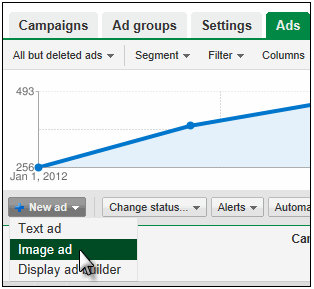 Campaigns Ad groups Settings Ads
All but deleted ads Segment Filter Columns
493
256
Jan 1, 2012
New ad Change status... Alerts Automa
Text ad
Image ad
Display ad builder
Car